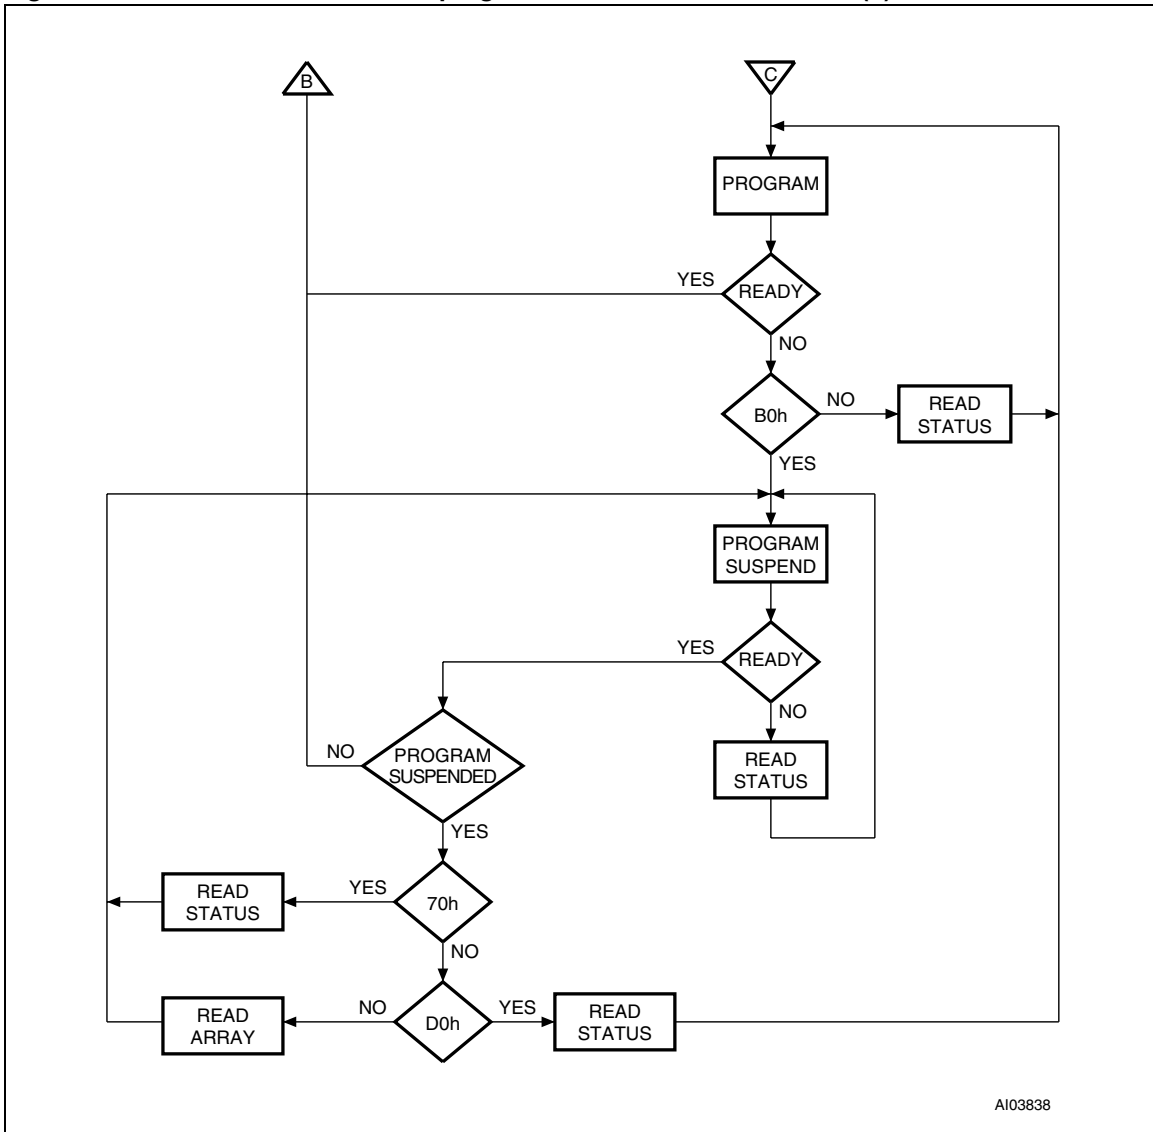 B
C
PROGRAM
YES
READY
NO
B0h
NO
READ
STATUS
YES
PROGRAM
SUSPEND
YES
READY
NO
NO
PROGRAM
SUSPENDED
READ
STATUS
YES
READ
STATUS
YES
70h
NO
READ
ARRAY
NO
D0h
YES
READ
STATUS
AI03838